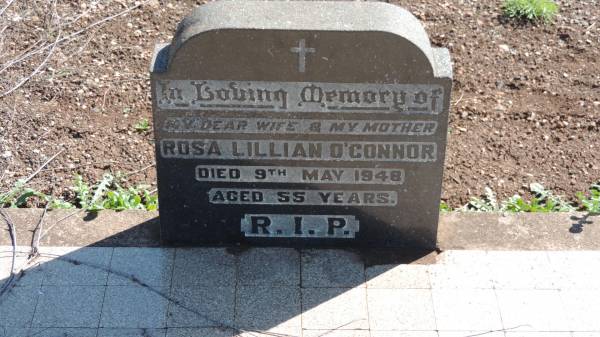 In Loving Memory of
MY DEAR WIFE & MY MOTHER
ROSA LILLIAN O'CONNOR
DIED 9TH MAY 1948
AGED 55 YEARS.
R.I.P.